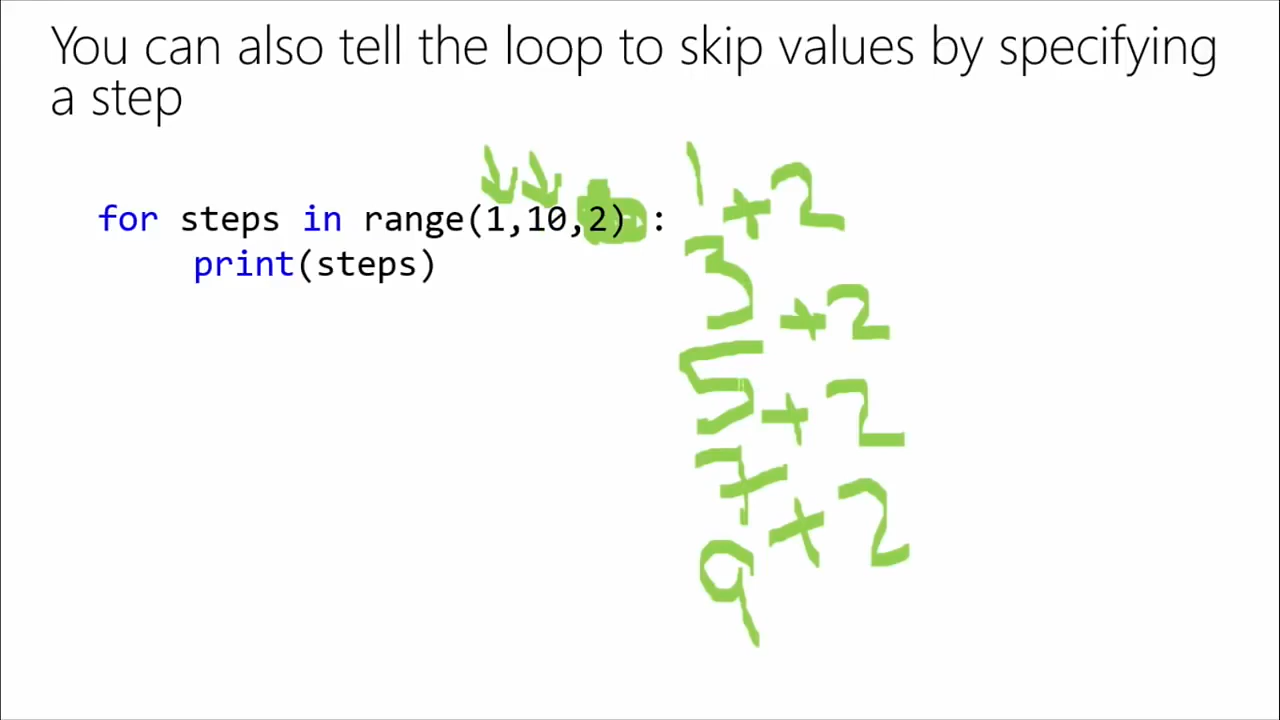 You can also tell the loop to skip values by specifying
a step
for steps in range(1,10,2) :
print(steps)
1 + 2
3 + 2
5 + 2
7 + 2
9